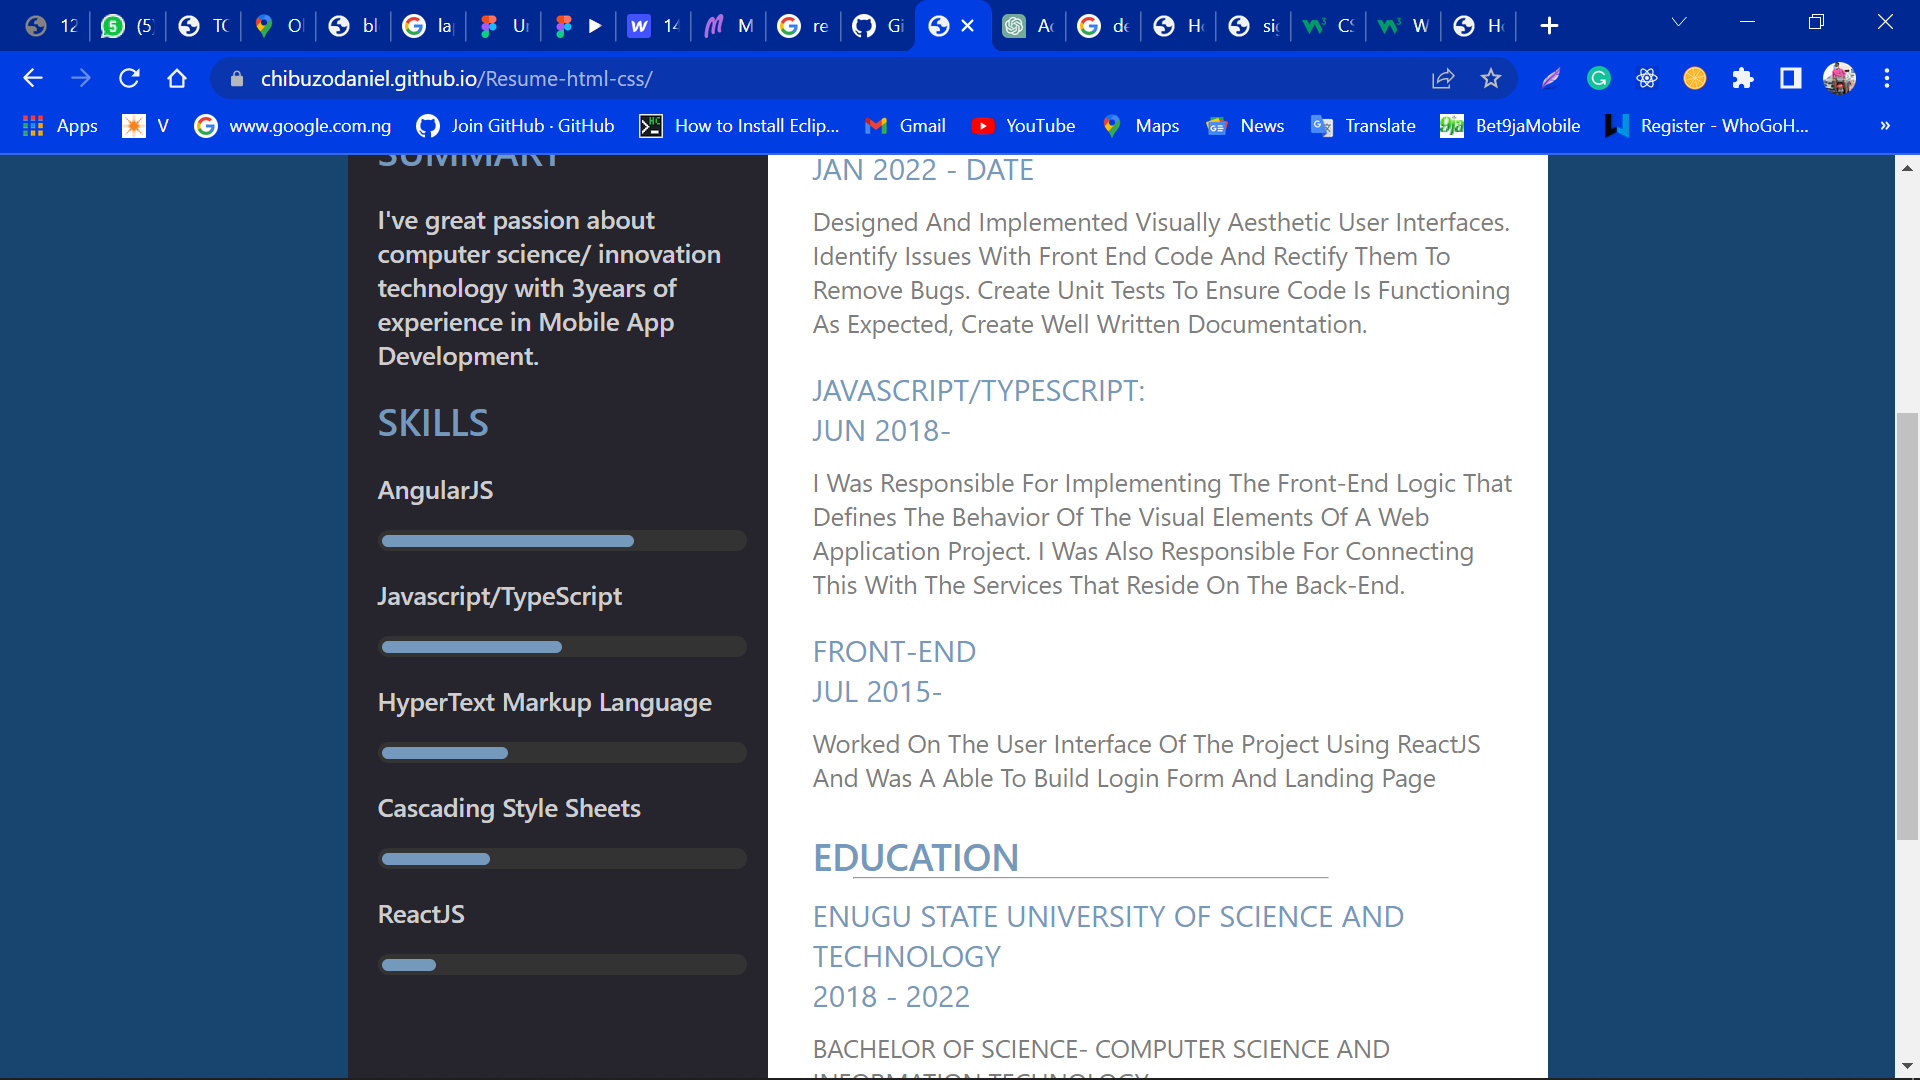 12
(5
TC
O
bl
la
Ur
14
M
re
Gi
Ac
de
H
si
CS
W
H
chibuzodaniel.github.io/Resume-html-css/
Apps
V
www.google.com.ng
Join GitHub · GitHub
How to Install Eclip...
Gmail
YouTube
Maps
News
Translate
Bet9jaMobile
Register - WhoGoH...
»
SUMMARY
I've great passion about
computer science/ innovation
technology with 3years of
experience in Mobile App
Development.
SKILLS
AngularJS
Javascript/TypeScript
HyperText Markup Language
Cascading Style Sheets
ReactJS
JAN 2022 - DATE
Designed And Implemented Visually Aesthetic User Interfaces.
Identify Issues With Front End Code And Rectify Them To
Remove Bugs. Create Unit Tests To Ensure Code Is Functioning
As Expected, Create Well Written Documentation.
JAVASCRIPT/TYPESCRIPT:
JUN 2018-
I Was Responsible For Implementing The Front-End Logic That
Defines The Behavior Of The Visual Elements Of A Web
Application Project. I Was Also Responsible For Connecting
This With The Services That Reside On The Back-End.
FRONT-END
JUL 2015-
Worked On The User Interface Of The Project Using ReactJS
And Was A Able To Build Login Form And Landing Page
EDUCATION
ENUGU STATE UNIVERSITY OF SCIENCE AND
TECHNOLOGY
2018 - 2022
BACHELOR OF SCIENCE- COMPUTER SCIENCE AND
INFORMATION TECHNOLOGY